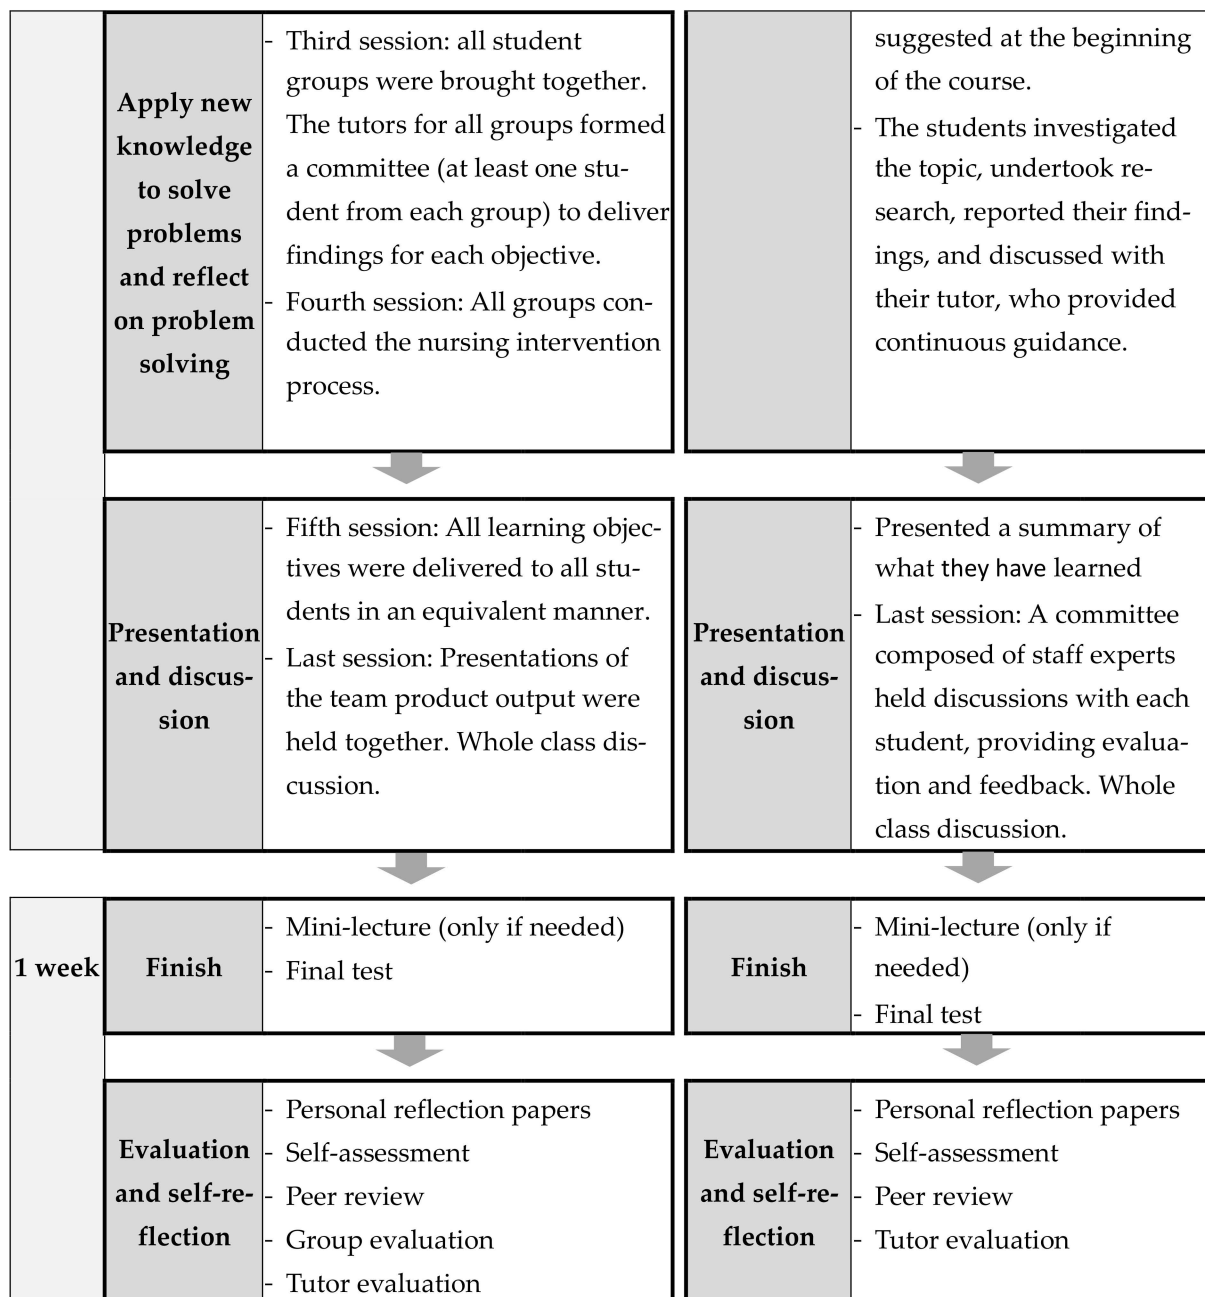 Apply new
knowledge
to solve
problems
and reflect
on problem
solving
- Third session: all student
groups were brought together.
The tutors for all groups formed
a committee (at least one stu-
dent from each group) to deliver
findings for each objective.
- Fourth session: All groups con-
ducted the nursing intervention
process.
suggested at the beginning
of the course.
- The students investigated
the topic, undertook re-
search, reported their find-
ings, and discussed with
their tutor, who provided
continuous guidance.
Presentation
and discus-
sion
- Fifth session: All learning objec-
tives were delivered to all stu-
dents in an equivalent manner.
- Last session: Presentations of
the team product output were
held together. Whole class dis-
cussion.
Presentation
and discus-
sion
- Presented a summary of
what they have learned
- Last session: A committee
composed of staff experts
held discussions with each
student, providing evalua-
tion and feedback. Whole
class discussion.
1 week
Finish
- Mini-lecture (only if needed)
- Final test
Finish
- Mini-lecture (only if
needed)
- Final test
Evaluation
and self-re-
flection
- Personal reflection papers
- Self-assessment
- Peer review
- Group evaluation
- Tutor evaluation
Evaluation
and self-re-
flection
- Personal reflection papers
- Self-assessment
- Peer review
- Tutor evaluation